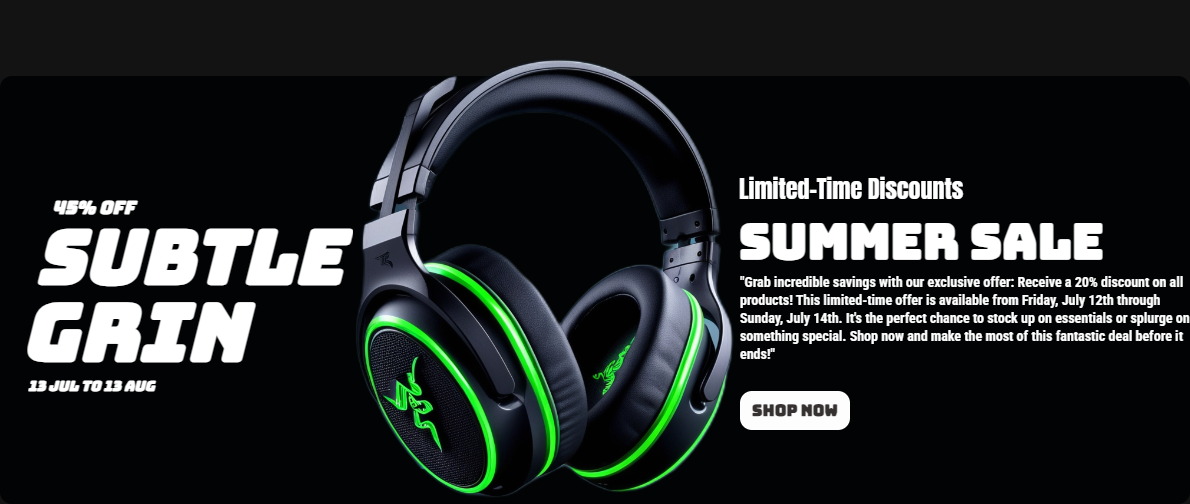 45% OFF
SUBTLE
GRIN
13 JUL TO 13 AUG
Limited-Time Discounts
SUMMER SALE
"Grab incredible savings with our exclusive offer: Receive a 20% discount on all
products! This limited-time offer is available from Friday, July 12th through
Sunday, July 14th. It's the perfect chance to stock up on essentials or splurge on
something special. Shop now and make the most of this fantastic deal before it
ends!"
SHOP NOW